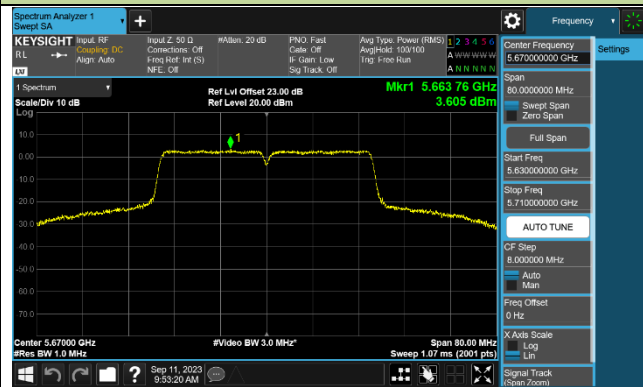 Spectrum Analyzer 1
Swept SA
+
Frequency
KEYSIGHT
RL
LXI
Input: RF
Coupling: DC
Align: Auto
Input Z: 50 Ω
Corrections: Off
Freq Ref: Int (S)
NFE: Off
#Atten: 20 dB
PNO: Fast
Gate: Off
IF Gain: Low
Sig Track: Off
Avg Type: Power (RMS)
Avg|Hold: 100/100
Trig: Free Run
1 2 3 4 5 6
A W W W W W
A N N N N N
1 Spectrum
Scale/Div 10 dB
Log
Ref Lvl Offset 23.00 dB
Ref Level 20.00 dBm
Mkr1 5.663 76 GHz
3.605 dBm
1
10.0
0.00
-10.0
-20.0
-30.0
-40.0
-50.0
-60.0
-70.0
Center 5.67000 GHz
#Res BW 1.0 MHz
#Video BW 3.0 MHz*
Span 80.00 MHz
Sweep 1.07 ms (2001 pts)
Sep 11, 2023
9:53:20 AM
?
Center Frequency
5.67000000 GHz
Settings
Span
80.0000000 MHz
Swept Span
Zero Span
Full Span
Start Freq
5.630000000 GHz
Stop Freq
5.710000000 GHz
AUTO TUNE
CF Step
8.000000 MHz
Auto
Man
Freq Offset
0 Hz
X Axis Scale
Log
Lin
Signal Track
(Span Zoom)